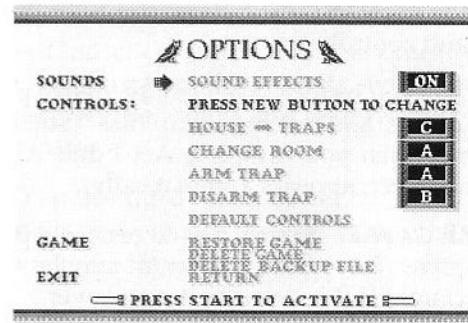 OPTIONS
SOUNDS SOUND EFFECTS ON
CONTROLS: PRESS NEW BUTTON TO CHANGE
HOUSE TRAPS C
CHANGE ROOM A
ARM TRAP A
DISARM TRAP B
DEFAULT CONTROLS
GAME RESTORE GAME
DELETE GAME
DELETE BACKUP FILE
EXIT RETURN
PRESS START TO ACTIVATE